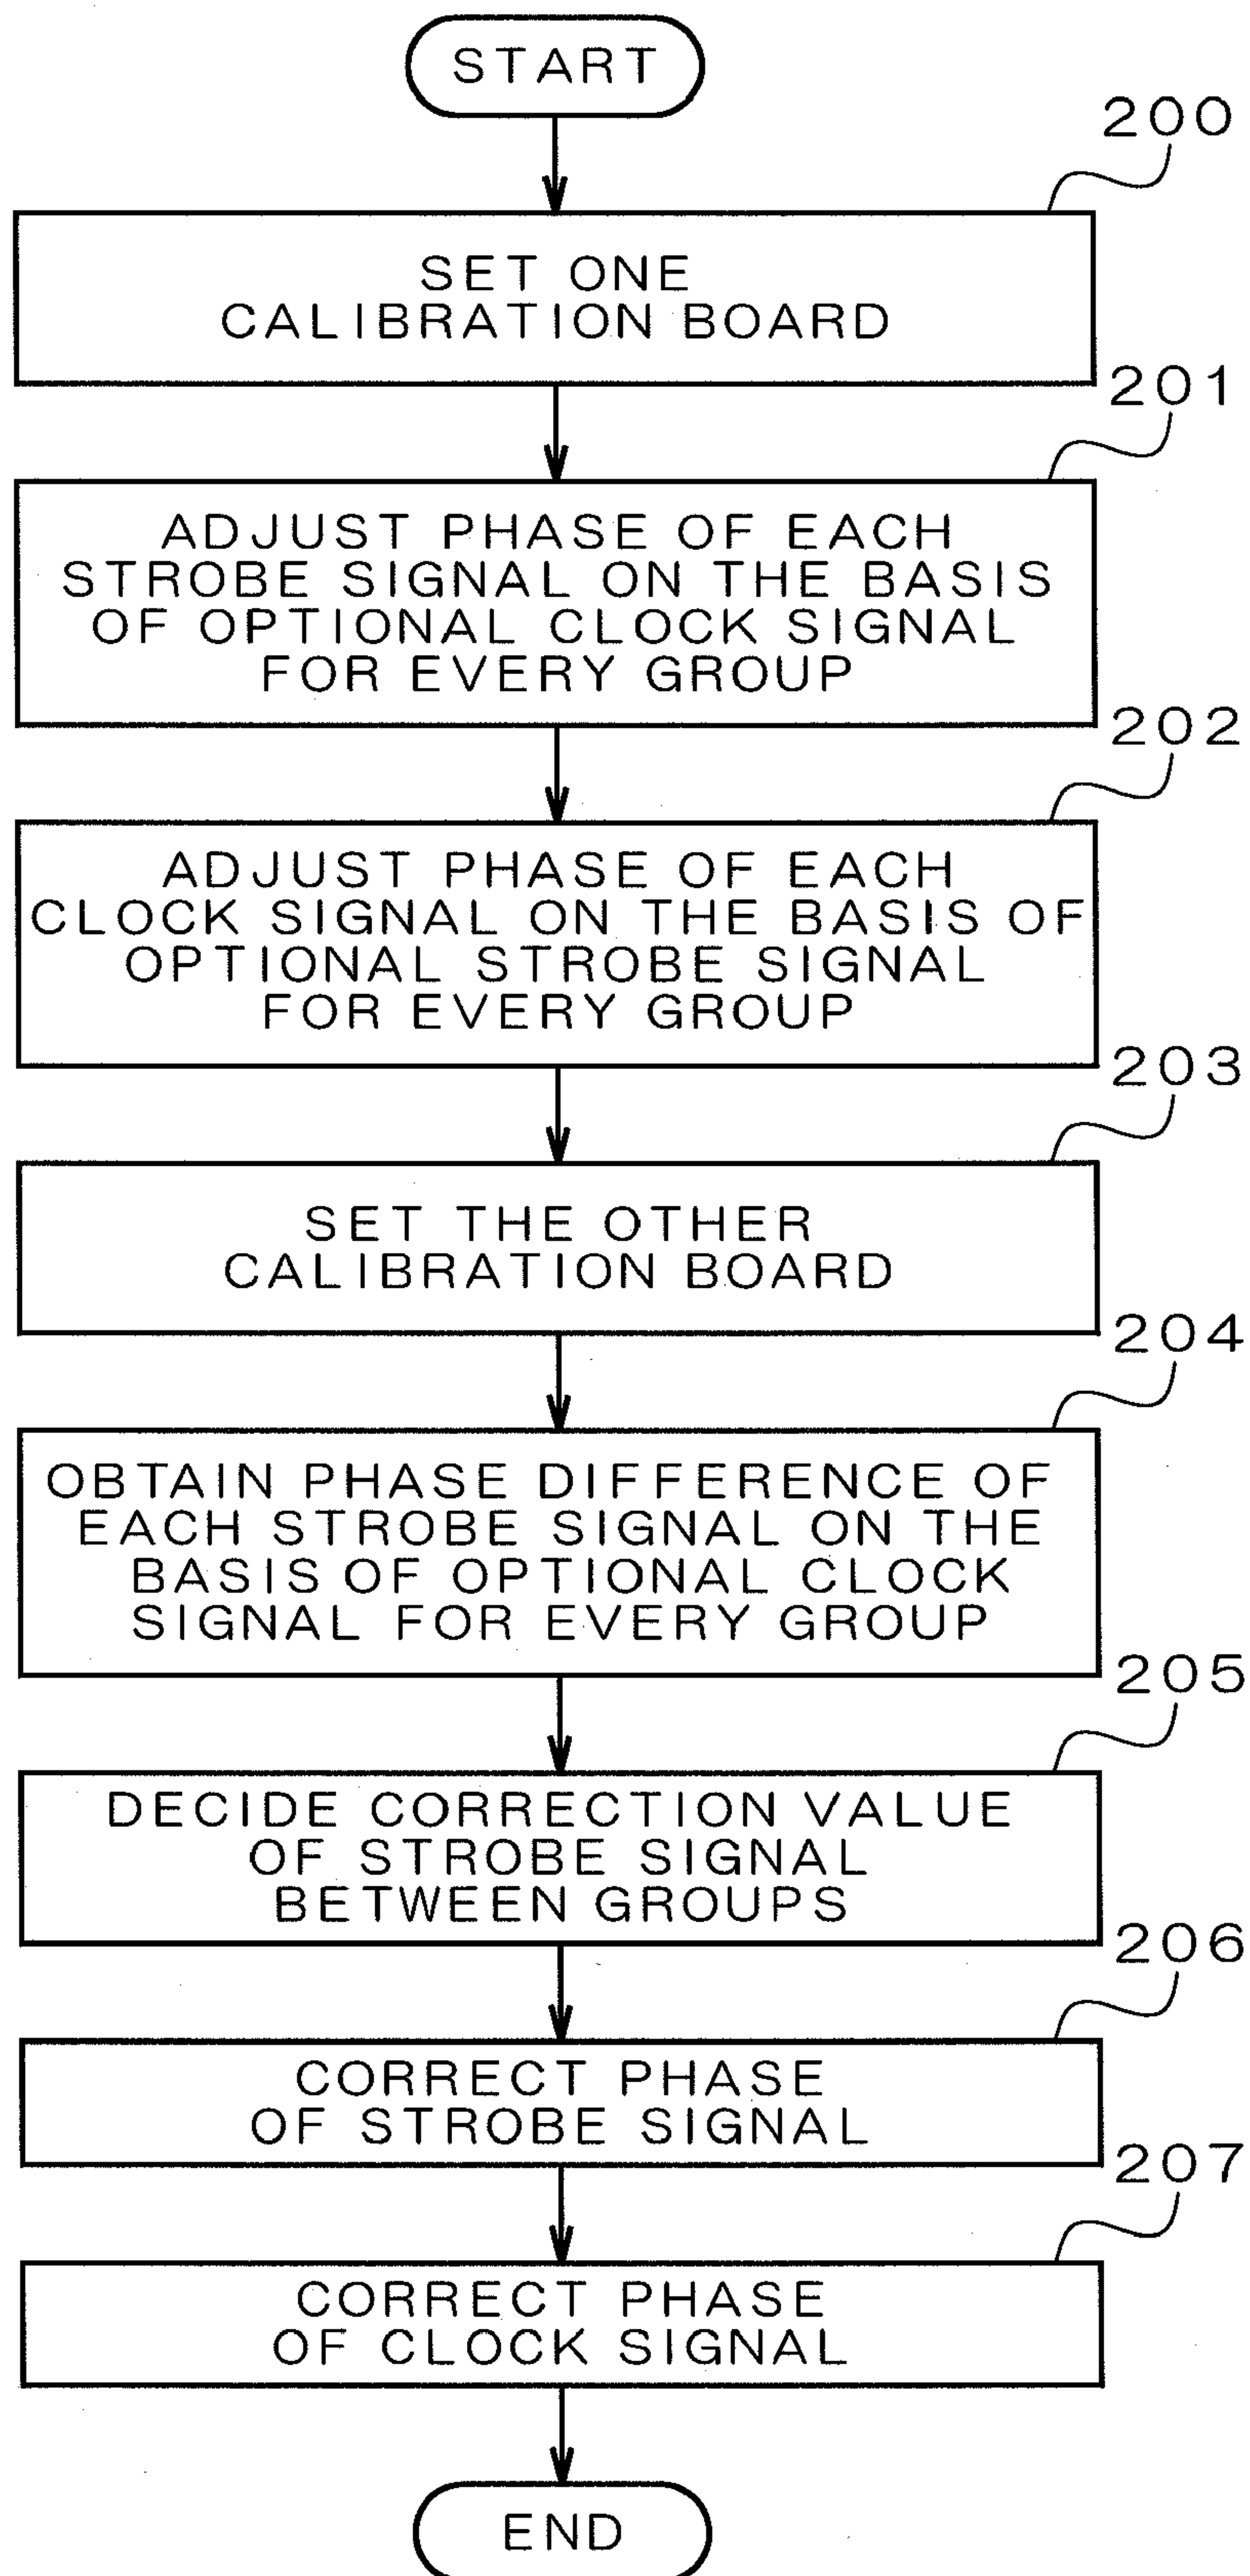 START
200
SET ONE
CALIBRATION BOARD
201
ADJUST PHASE OF EACH
STROBE SIGNAL ON THE BASIS
OF OPTIONAL CLOCK SIGNAL
FOR EVERY GROUP
202
ADJUST PHASE OF EACH
CLOCK SIGNAL ON THE BASIS OF
OPTIONAL STROBE SIGNAL
FOR EVERY GROUP
203
SET THE OTHER
CALIBRATION BOARD
204
OBTAIN PHASE DIFFERENCE OF
EACH STROBE SIGNAL ON THE
BASIS OF OPTIONAL CLOCK
SIGNAL FOR EVERY GROUP
205
DECIDE CORRECTION VALUE
OF STROBE SIGNAL
BETWEEN GROUPS
206
CORRECT PHASE
OF STROBE SIGNAL
207
CORRECT PHASE
OF CLOCK SIGNAL
END